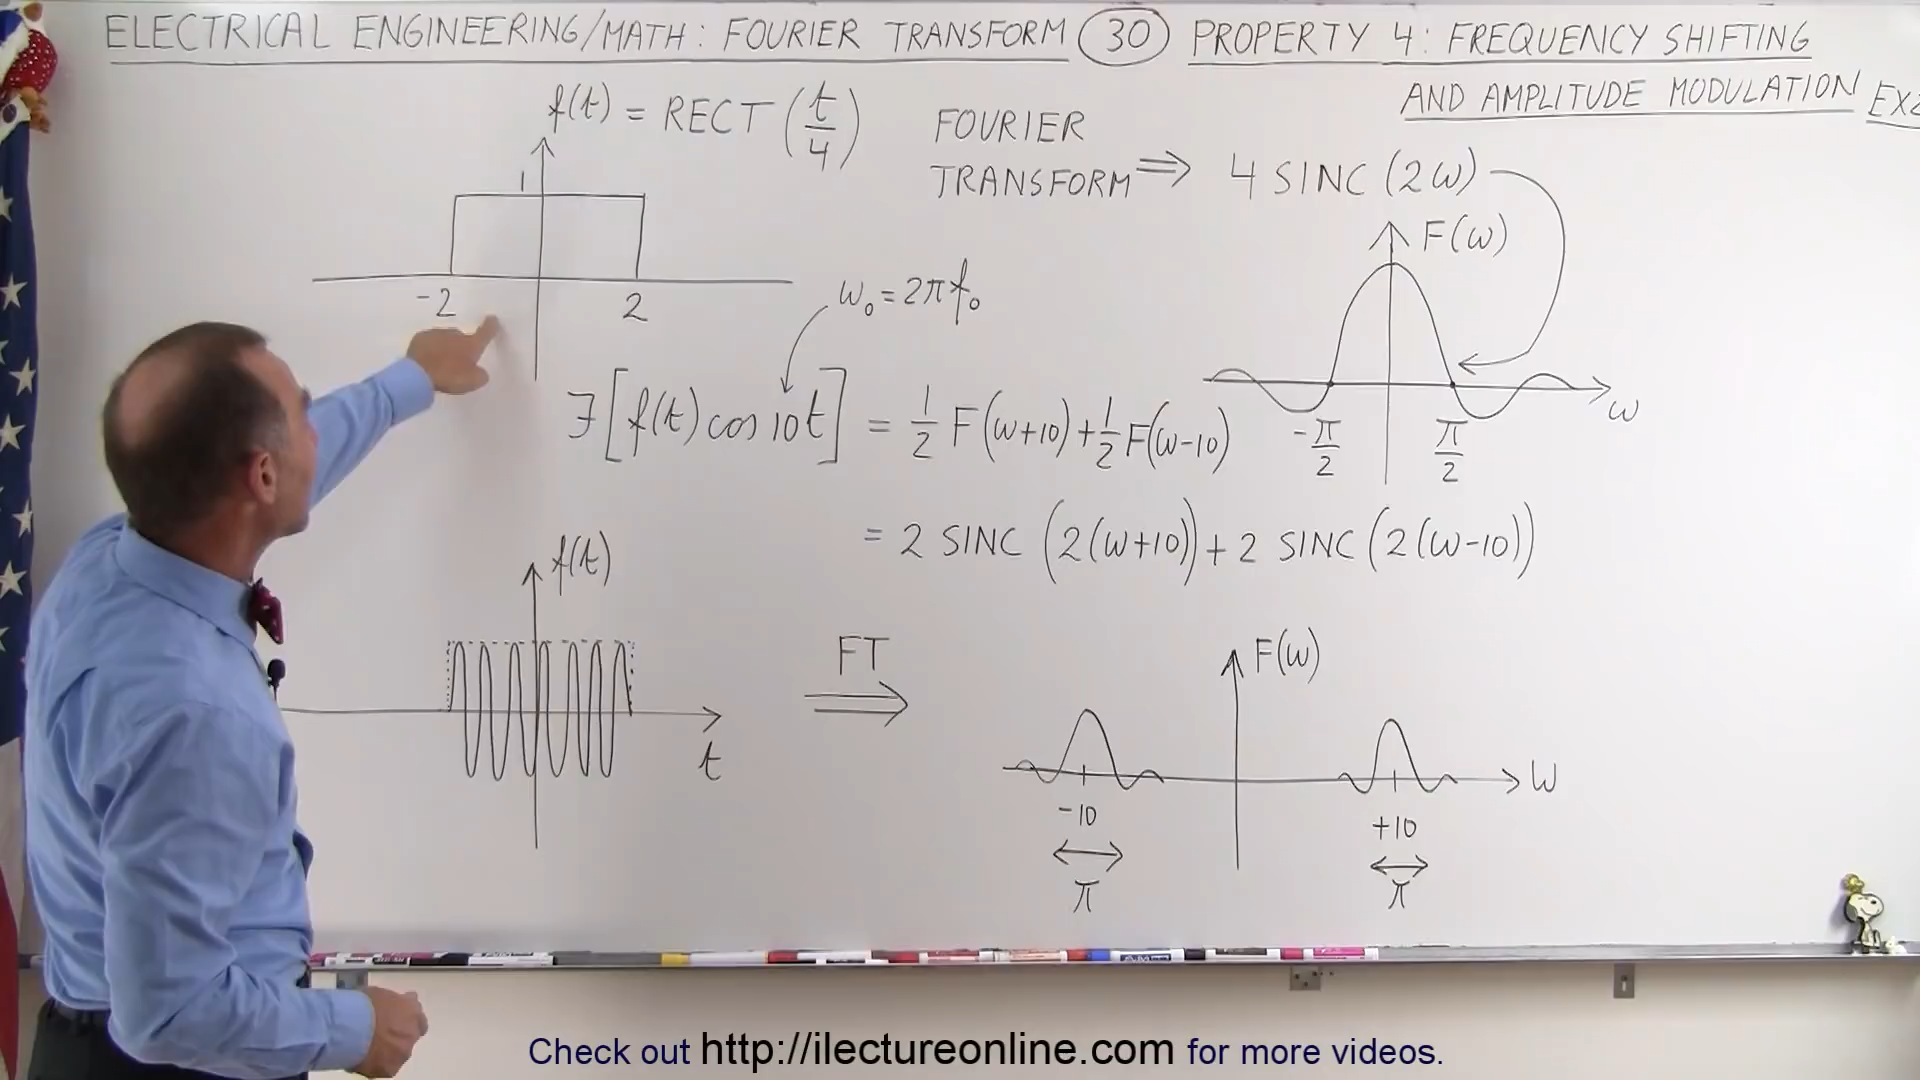 ELECTRICAL ENGINEERING/MATH: FOURIER TRANSFORM 30 PROPERTY 4: FREQUENCY SHIFTING
AND AMPLITUDE MODULATION
f(t) = RECT (t/4)
FOURIER
TRANSFORM ⇒ 4 SINC (2ω)
1
-2 2
F(ω)
-π/2 π/2
ω
ω₀ = 2πf₀
F[f(t) cos 10t] = 1/2 F(ω+10) + 1/2 F(ω-10)
= 2 SINC (2(ω+10)) + 2 SINC (2(ω-10))
f(t)
t
FT
⇒
F(ω)
ω
-10 +10
π π
Check out http://ilectureonline.com for more videos.